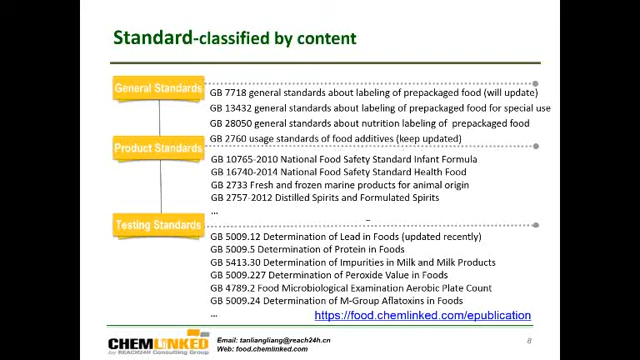 Standard-classified by content
General Standards
GB 7718 general standards about labeling of prepackaged food (will update)
GB 13432 general standards about labeling of prepackaged food for special use
GB 28050 general standards about nutrition labeling of prepackaged food
GB 2760 usage standards of food additives (keep updated)
Product Standards
GB 10765-2010 National Food Safety Standard Infant Formula
GB 16740-2014 National Food Safety Standard Health Food
GB 2733 Fresh and frozen marine products for animal origin
GB 2757-2012 Distilled Spirits and Formulated Spirits
...
Testing Standards
GB 5009.12 Determination of Lead in Foods (updated recently)
GB 5009.5 Determination of Protein in Foods
GB 5413.30 Determination of Impurities in Milk and Milk Products
GB 5009.227 Determination of Peroxide Value in Foods
GB 4789.2 Food Microbiological Examination Aerobic Plate Count
GB 5009.24 Determination of M-Group Aflatoxins in Foods
...
https://food.chemlinked.com/epublication
CHEMLINKED
BY REACH24H Consulting Group
Email: tanliangliang@reach24h.cn
Web: food.chemlinked.com
8